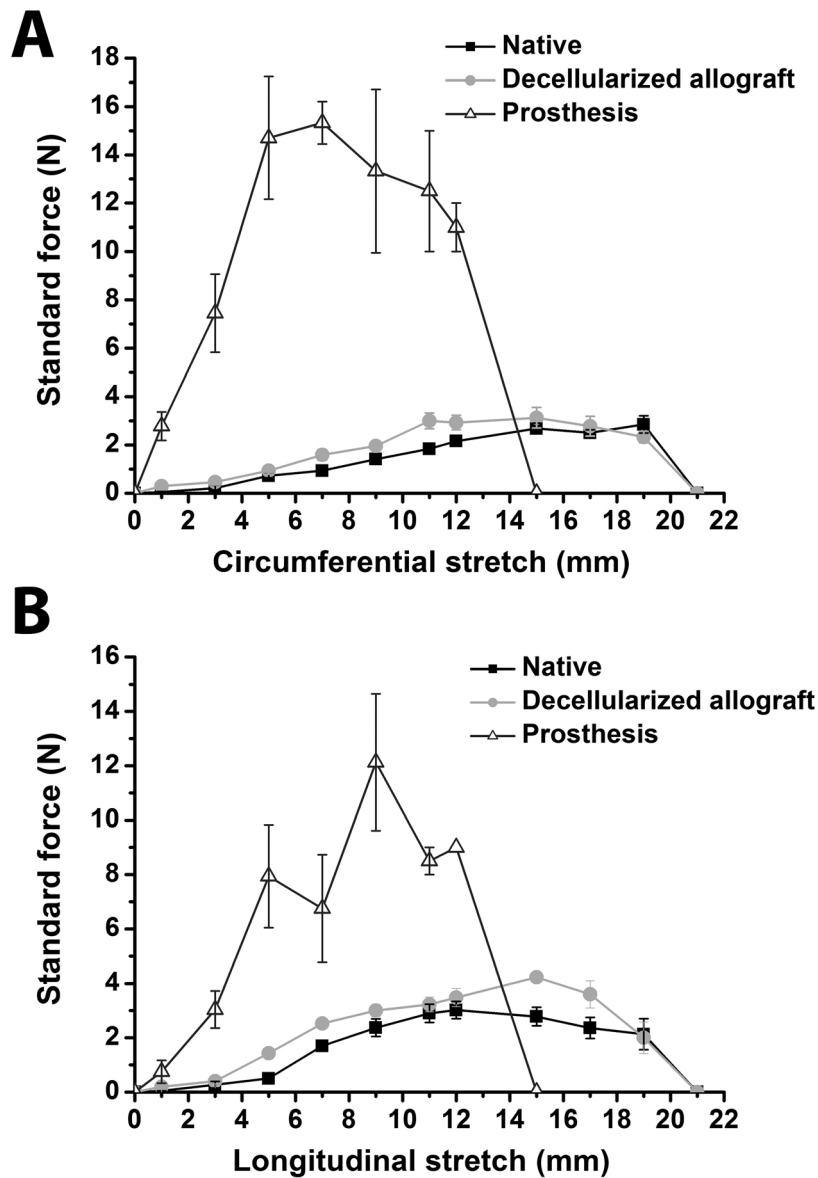 A
Native
Decellularized allograft
Prosthesis
Standard force (N)
18
16
14
12
10
8
6
4
2
0
0 2 4 6 8 10 12 14 16 18 20 22
Circumferential stretch (mm)
B
Native
Decellularized allograft
Prosthesis
Standard force (N)
16
14
12
10
8
6
4
2
0
0 2 4 6 8 10 12 14 16 18 20 22
Longitudinal stretch (mm)